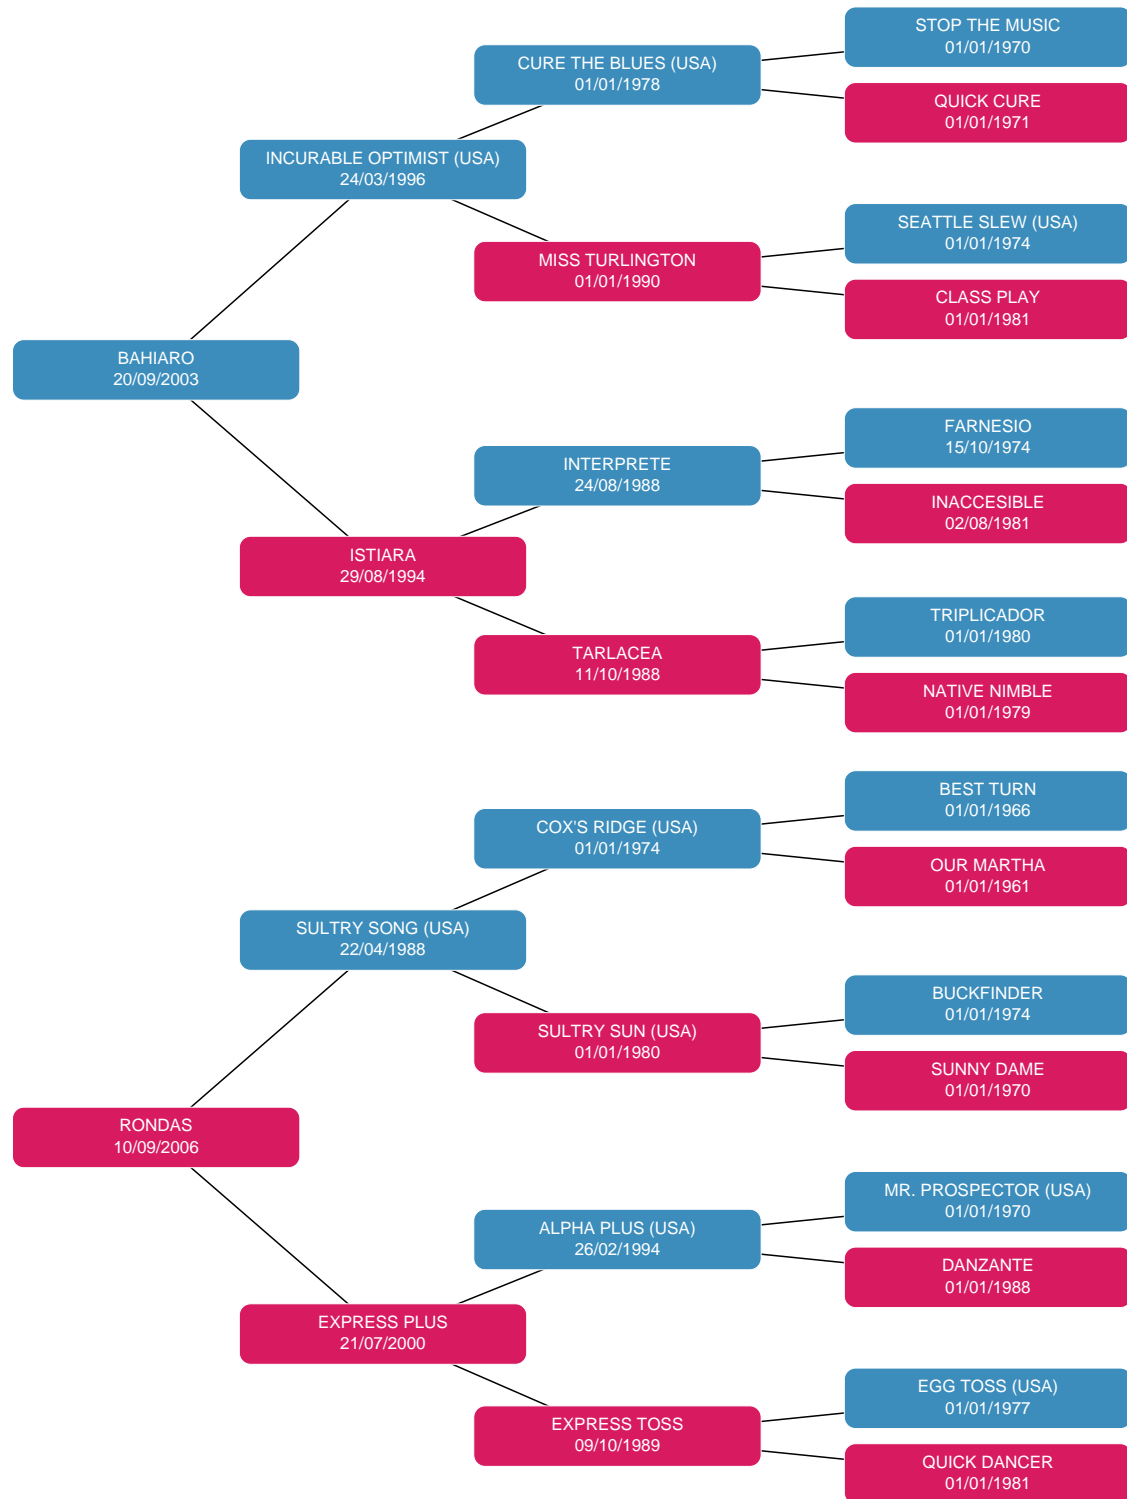 STOP THE MUSIC
01/01/1970
CURE THE BLUES (USA)
01/01/1978
QUICK CURE
01/01/1971
INCURABLE OPTIMIST (USA)
24/03/1996
SEATTLE SLEW (USA)
01/01/1974
MISS TURLINGTON
01/01/1990
CLASS PLAY
01/01/1981
BAHIARO
20/09/2003
FARNESIO
15/10/1974
INTERPRETE
24/08/1988
INACCESIBLE
02/08/1981
ISTIARA
29/08/1994
TRIPLICADOR
01/01/1980
TARLACEA
11/10/1988
NATIVE NIMBLE
01/01/1979
BEST TURN
01/01/1966
COX'S RIDGE (USA)
01/01/1974
OUR MARTHA
01/01/1961
SULTRY SONG (USA)
22/04/1988
BUCKFINDER
01/01/1974
SULTRY SUN (USA)
01/01/1980
SUNNY DAME
01/01/1970
RONDAS
10/09/2006
MR. PROSPECTOR (USA)
01/01/1970
ALPHA PLUS (USA)
26/02/1994
DANZANTE
01/01/1988
EXPRESS PLUS
21/07/2000
EGG TOSS (USA)
01/01/1977
EXPRESS TOSS
09/10/1989
QUICK DANCER
01/01/1981